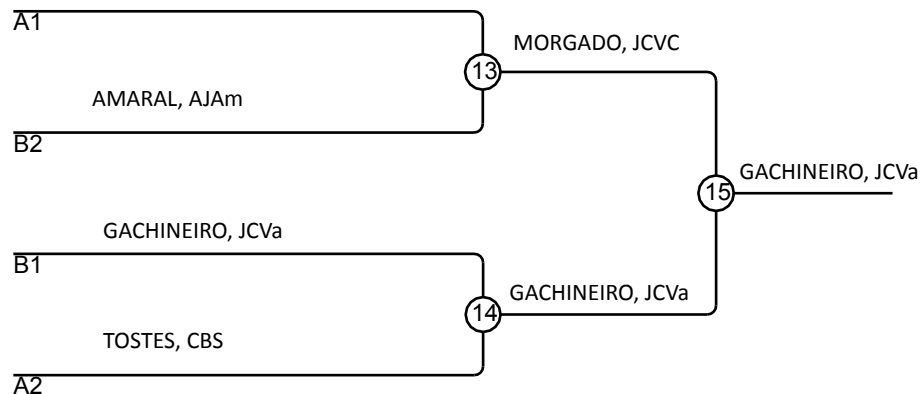 A1
MORGADO, JCVC
13
AMARAL, AJAm
B2
GACHINEIRO, JCVa
15
GACHINEIRO, JCVa
B1
GACHINEIRO, JCVa
14
TOSTES, CBS
A2